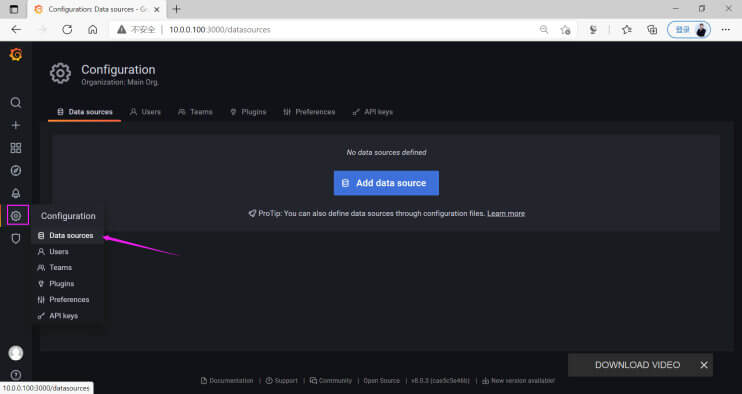 Configuration: Data sources - Gr
不安全
10.0.0.100:3000/datasources
登录
Configuration
Organization: Main Org.
Data sources
Users
Teams
Plugins
Preferences
API keys
No data sources defined
Add data source
ProTip: You can also define data sources through configuration files. Learn more
Configuration
Data sources
Users
Teams
Plugins
Preferences
API keys
DOWNLOAD VIDEO
Documentation | Support | Community | Open Source | v8.0.3 (cae5c5e46b) | New version available!
10.0.0.100:3000/datasources